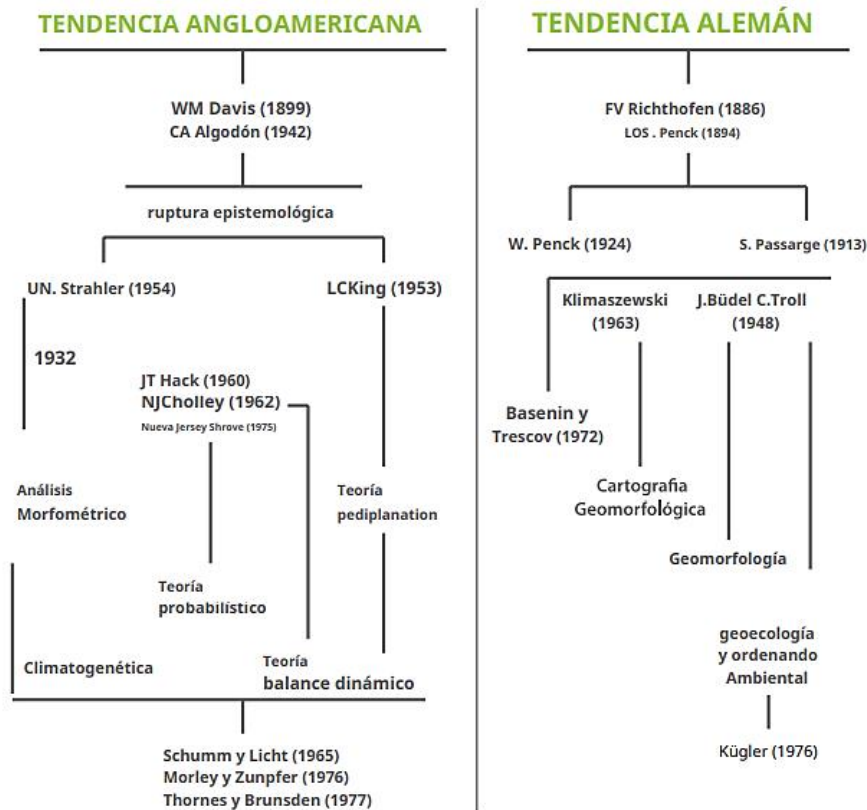 TENDENCIA ANGLOAMERICANA
WM Davis (1899)
CA Algodón (1942)
ruptura epistemológica
UN. Strahler (1954)
LCKing (1953)
1932
JT Hack (1960)
NJCholley (1962)
Nueva Jersey Shrove (1975)
Análisis
Morfométrico
Teoría
pediplanation
Teoría
probabilístico
Climatogenética
Teoría
balance dinámico
Schumm y Licht (1965)
Morley y Zunpfer (1976)
Thornes y Brunsden (1977)
TENDENCIA ALEMÁN
FV Richthofen (1886)
LOS . Penck (1894)
W. Penck (1924)
S. Passarge (1913)
Klimaszewski
(1963)
J.Büdel C.Troll
(1948)
Basenin y
Trescov (1972)
Cartografia
Geomorfológica
Geomorfología
geoecología
y ordenando
Ambiental
Kügler (1976)